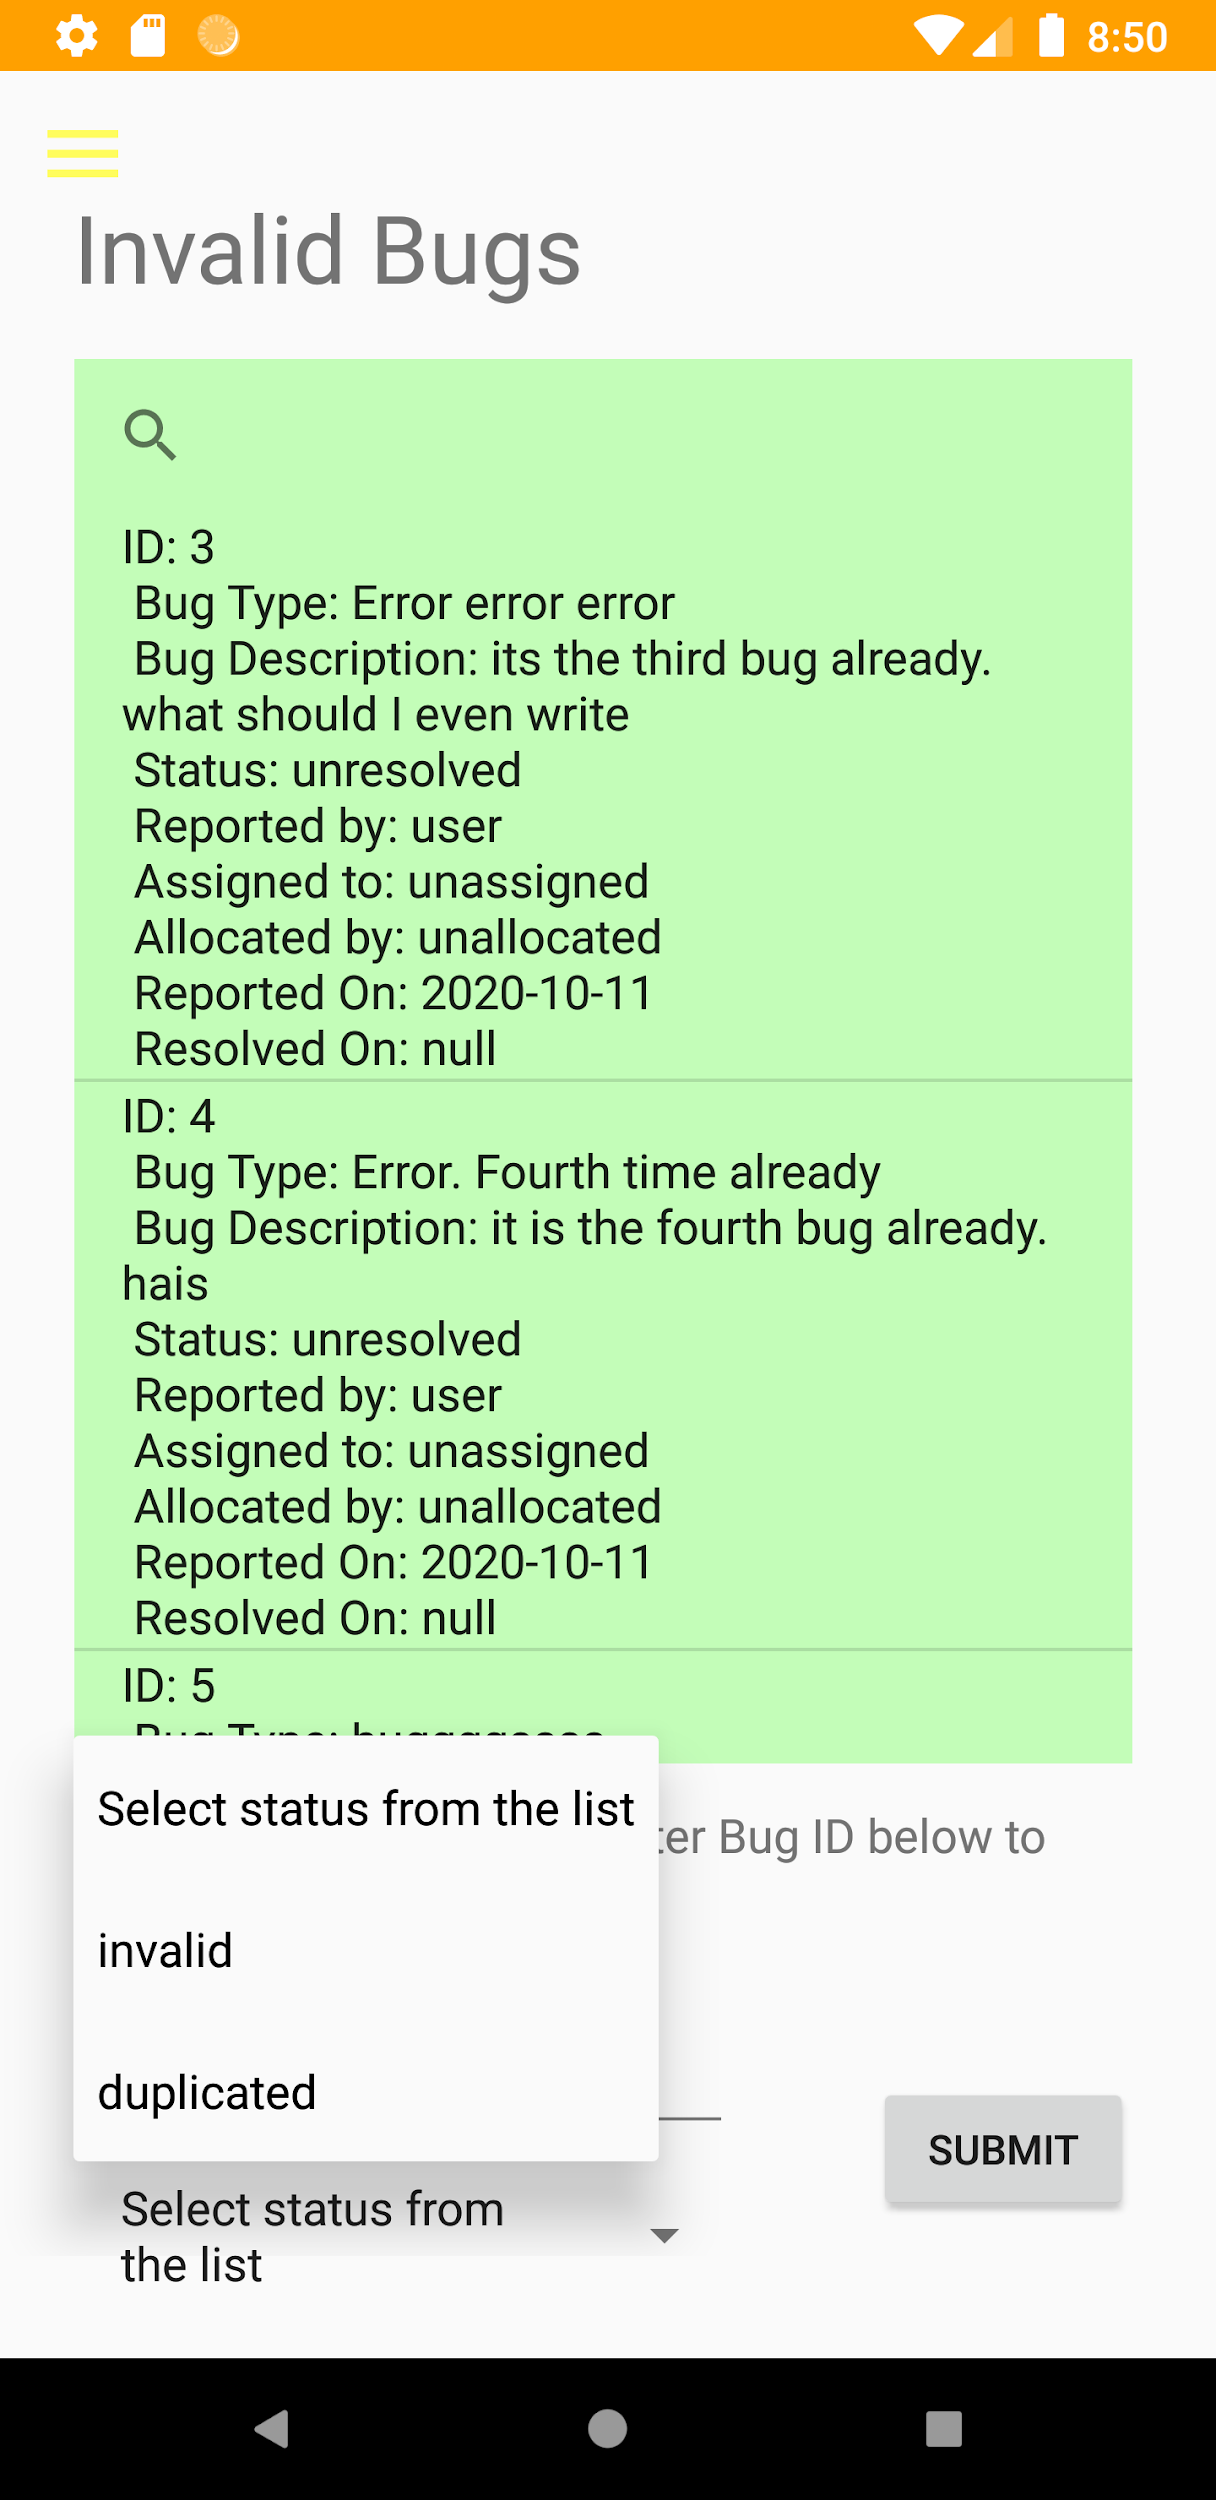 8:50
Invalid Bugs
ID: 3
Bug Type: Error error error
Bug Description: its the third bug already.
what should I even write
Status: unresolved
Reported by: user
Assigned to: unassigned
Allocated by: unallocated
Reported On: 2020-10-11
Resolved On: null
ID: 4
Bug Type: Error. Fourth time already
Bug Description: it is the fourth bug already.
hais
Status: unresolved
Reported by: user
Assigned to: unassigned
Allocated by: unallocated
Reported On: 2020-10-11
Resolved On: null
ID: 5
Bug Type:
Select status from the list
Bug ID below to
invalid
duplicated
SUBMIT
Select status from
the list